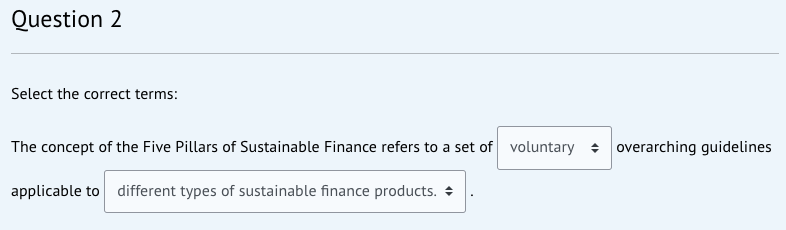 Question 2
Select the correct terms:
The concept of the Five Pillars of Sustainable Finance refers to a set of voluntary overarching guidelines
applicable to different types of sustainable finance products. .